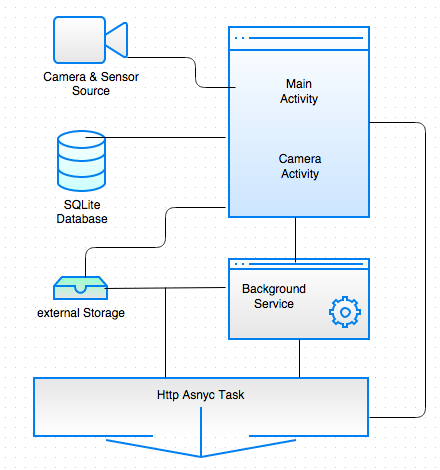 Camera & Sensor
Source
Main
Activity
SQLite
Database
Camera
Activity
external Storage
Background
Service
Http Asnyc Task